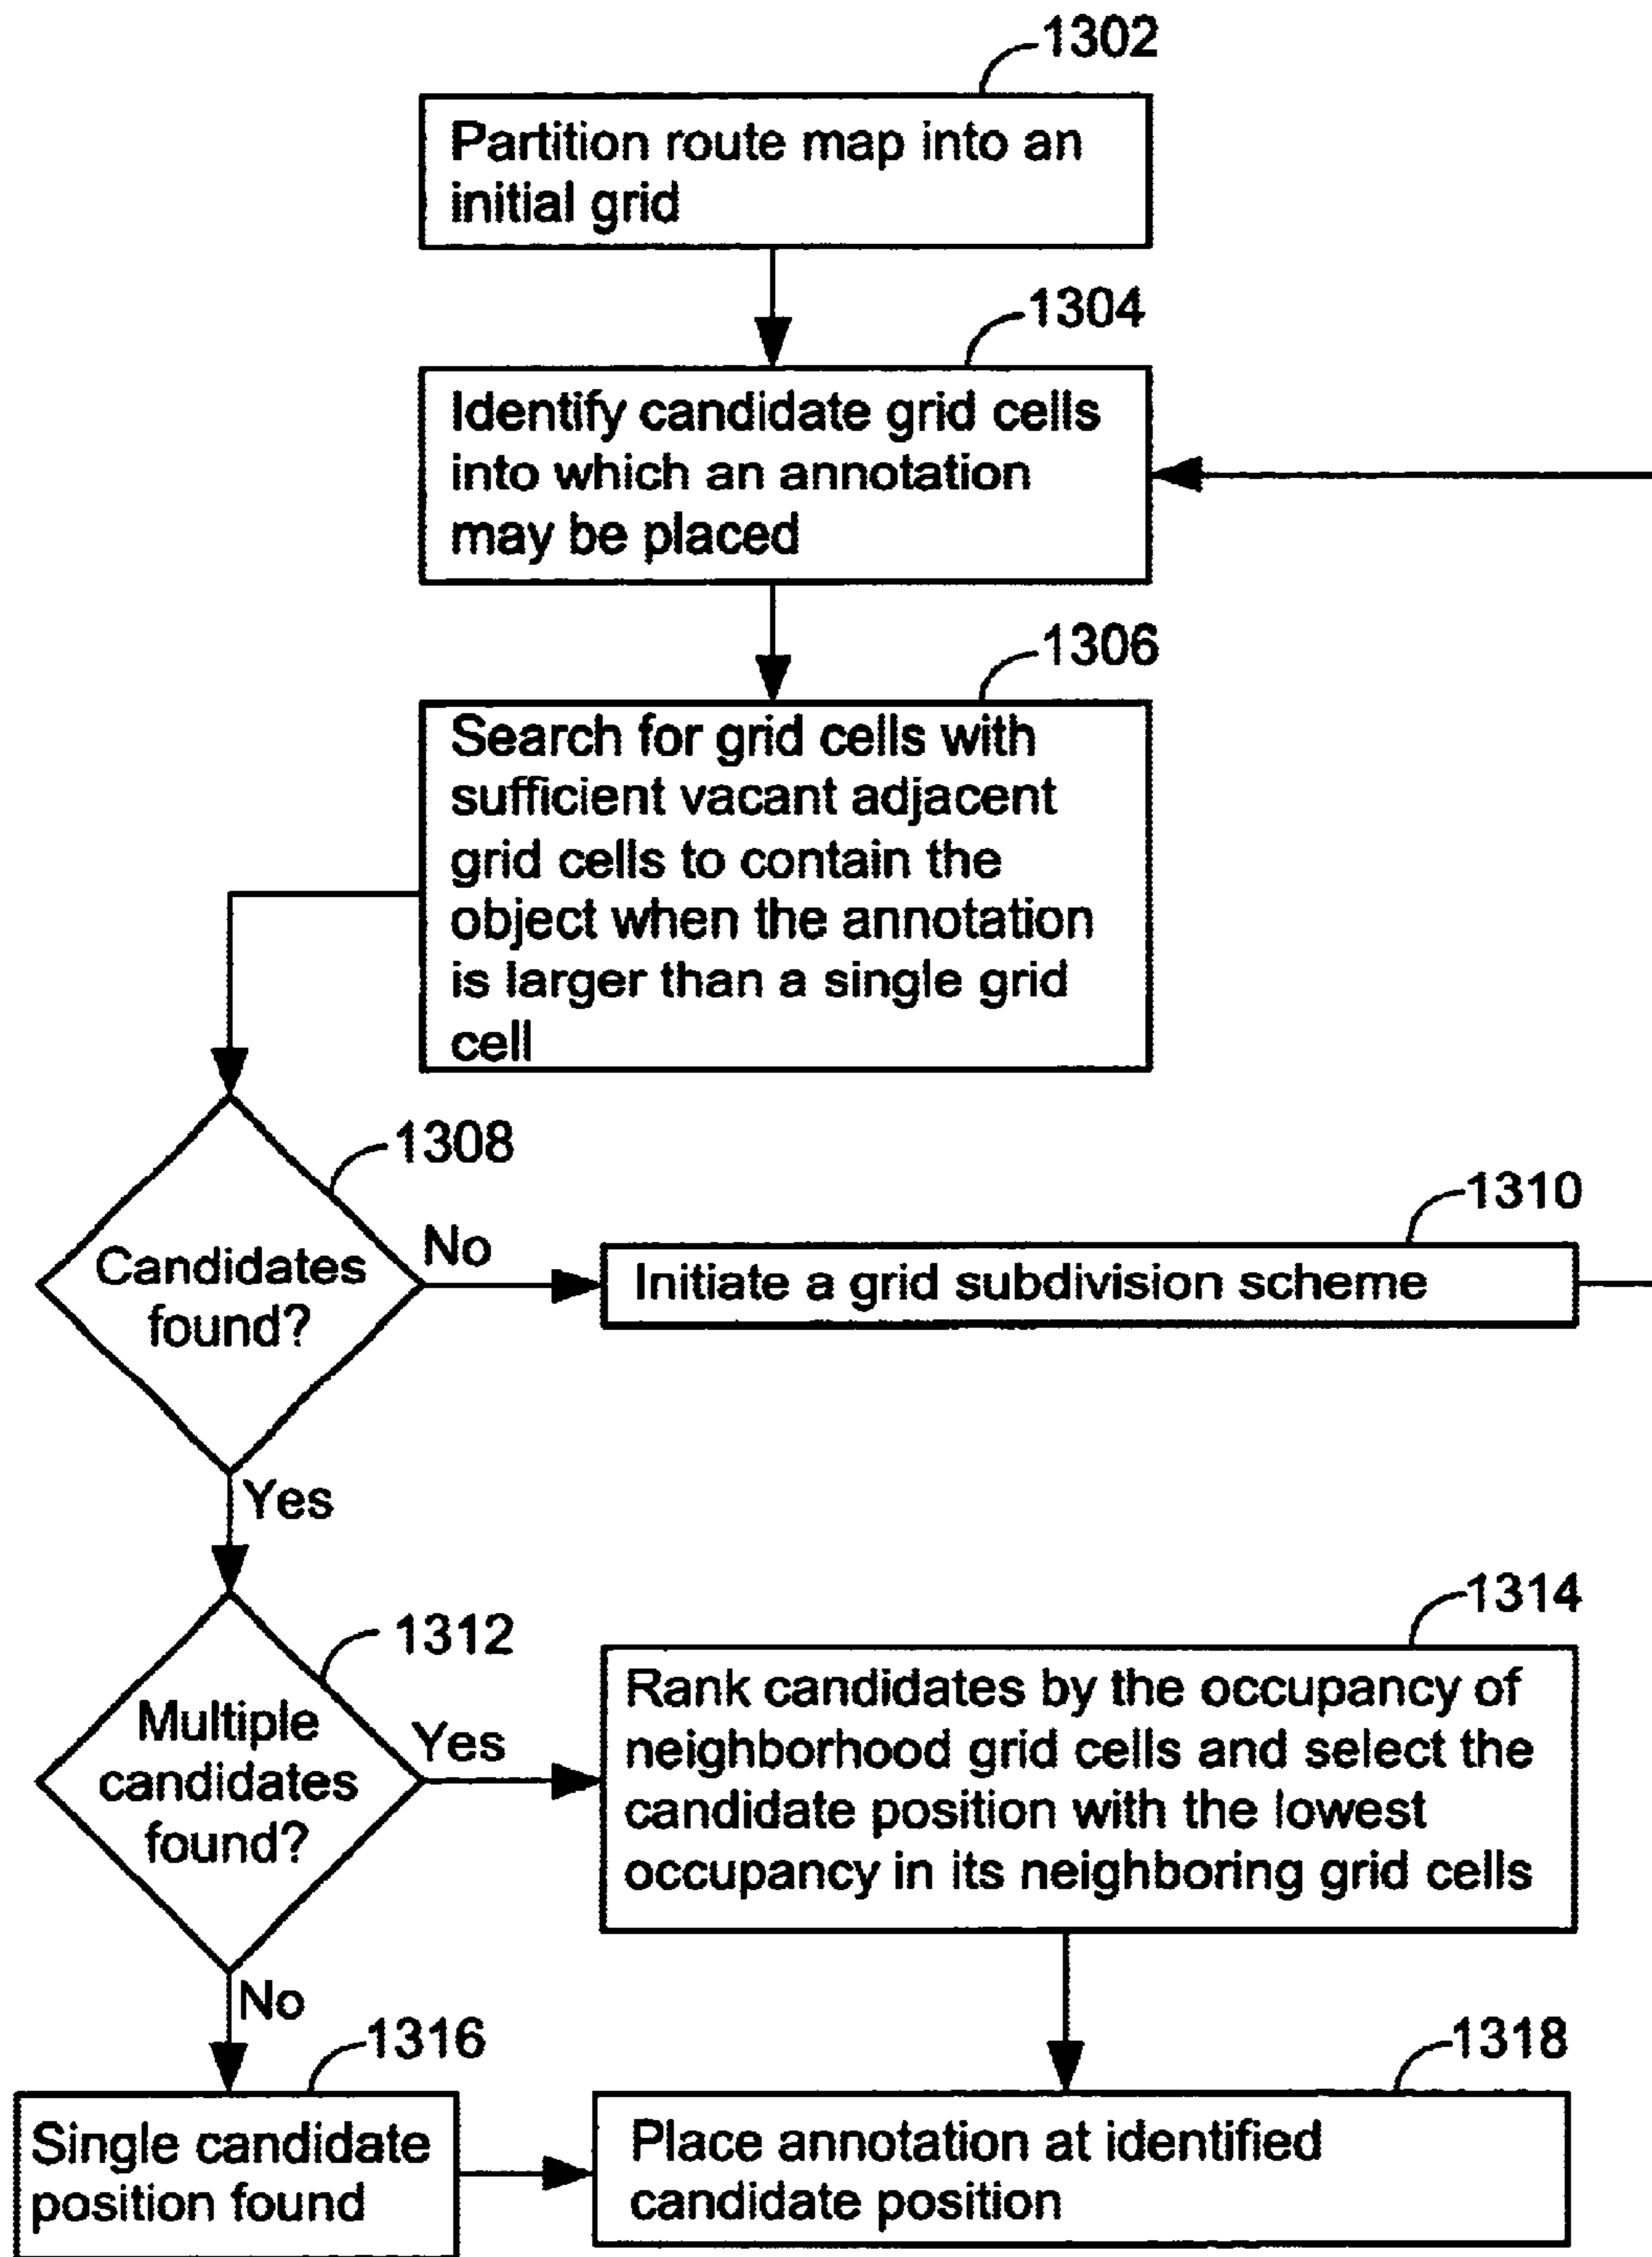 1302
Partition route map into an
initial grid
1304
Identify candidate grid cells
into which an annotation
may be placed
1306
Search for grid cells with
sufficient vacant adjacent
grid cells to contain the
object when the annotation
is larger than a single grid
cell
1308
Candidates
found?
No
1310
Initiate a grid subdivision scheme
Yes
1312
Multiple
candidates
found?
Yes
1314
Rank candidates by the occupancy of
neighborhood grid cells and select the
candidate position with the lowest
occupancy in its neighboring grid cells
No
1316
Single candidate
position found
1318
Place annotation at identified
candidate position